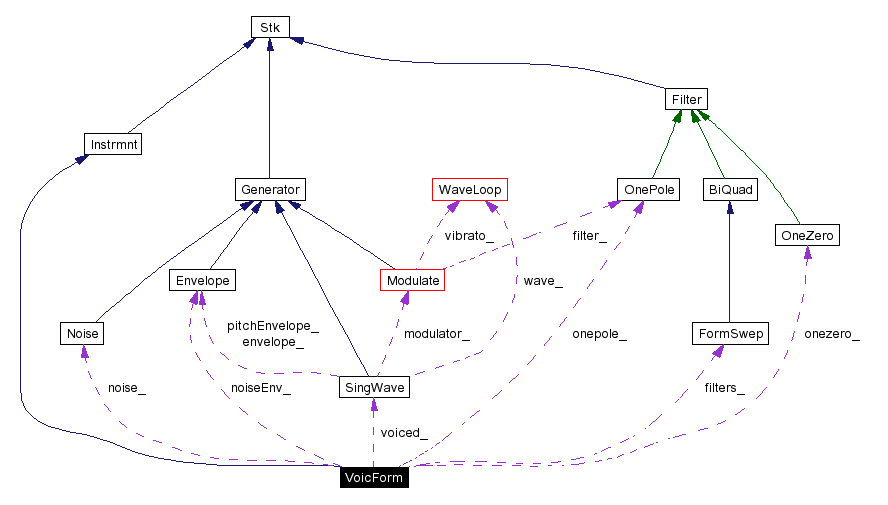 Stk
Filter
Instrmnt
Generator
WaveLoop
OnePole
BiQuad
vibrato_
filter_
OneZero
Envelope
Modulate
wave_
pitchEnvelope_
envelope_
Noise
modulator_
onepole_
FormSwep
onezero_
noise_
noiseEnv_
SingWave
filters_
voiced_
VoicForm